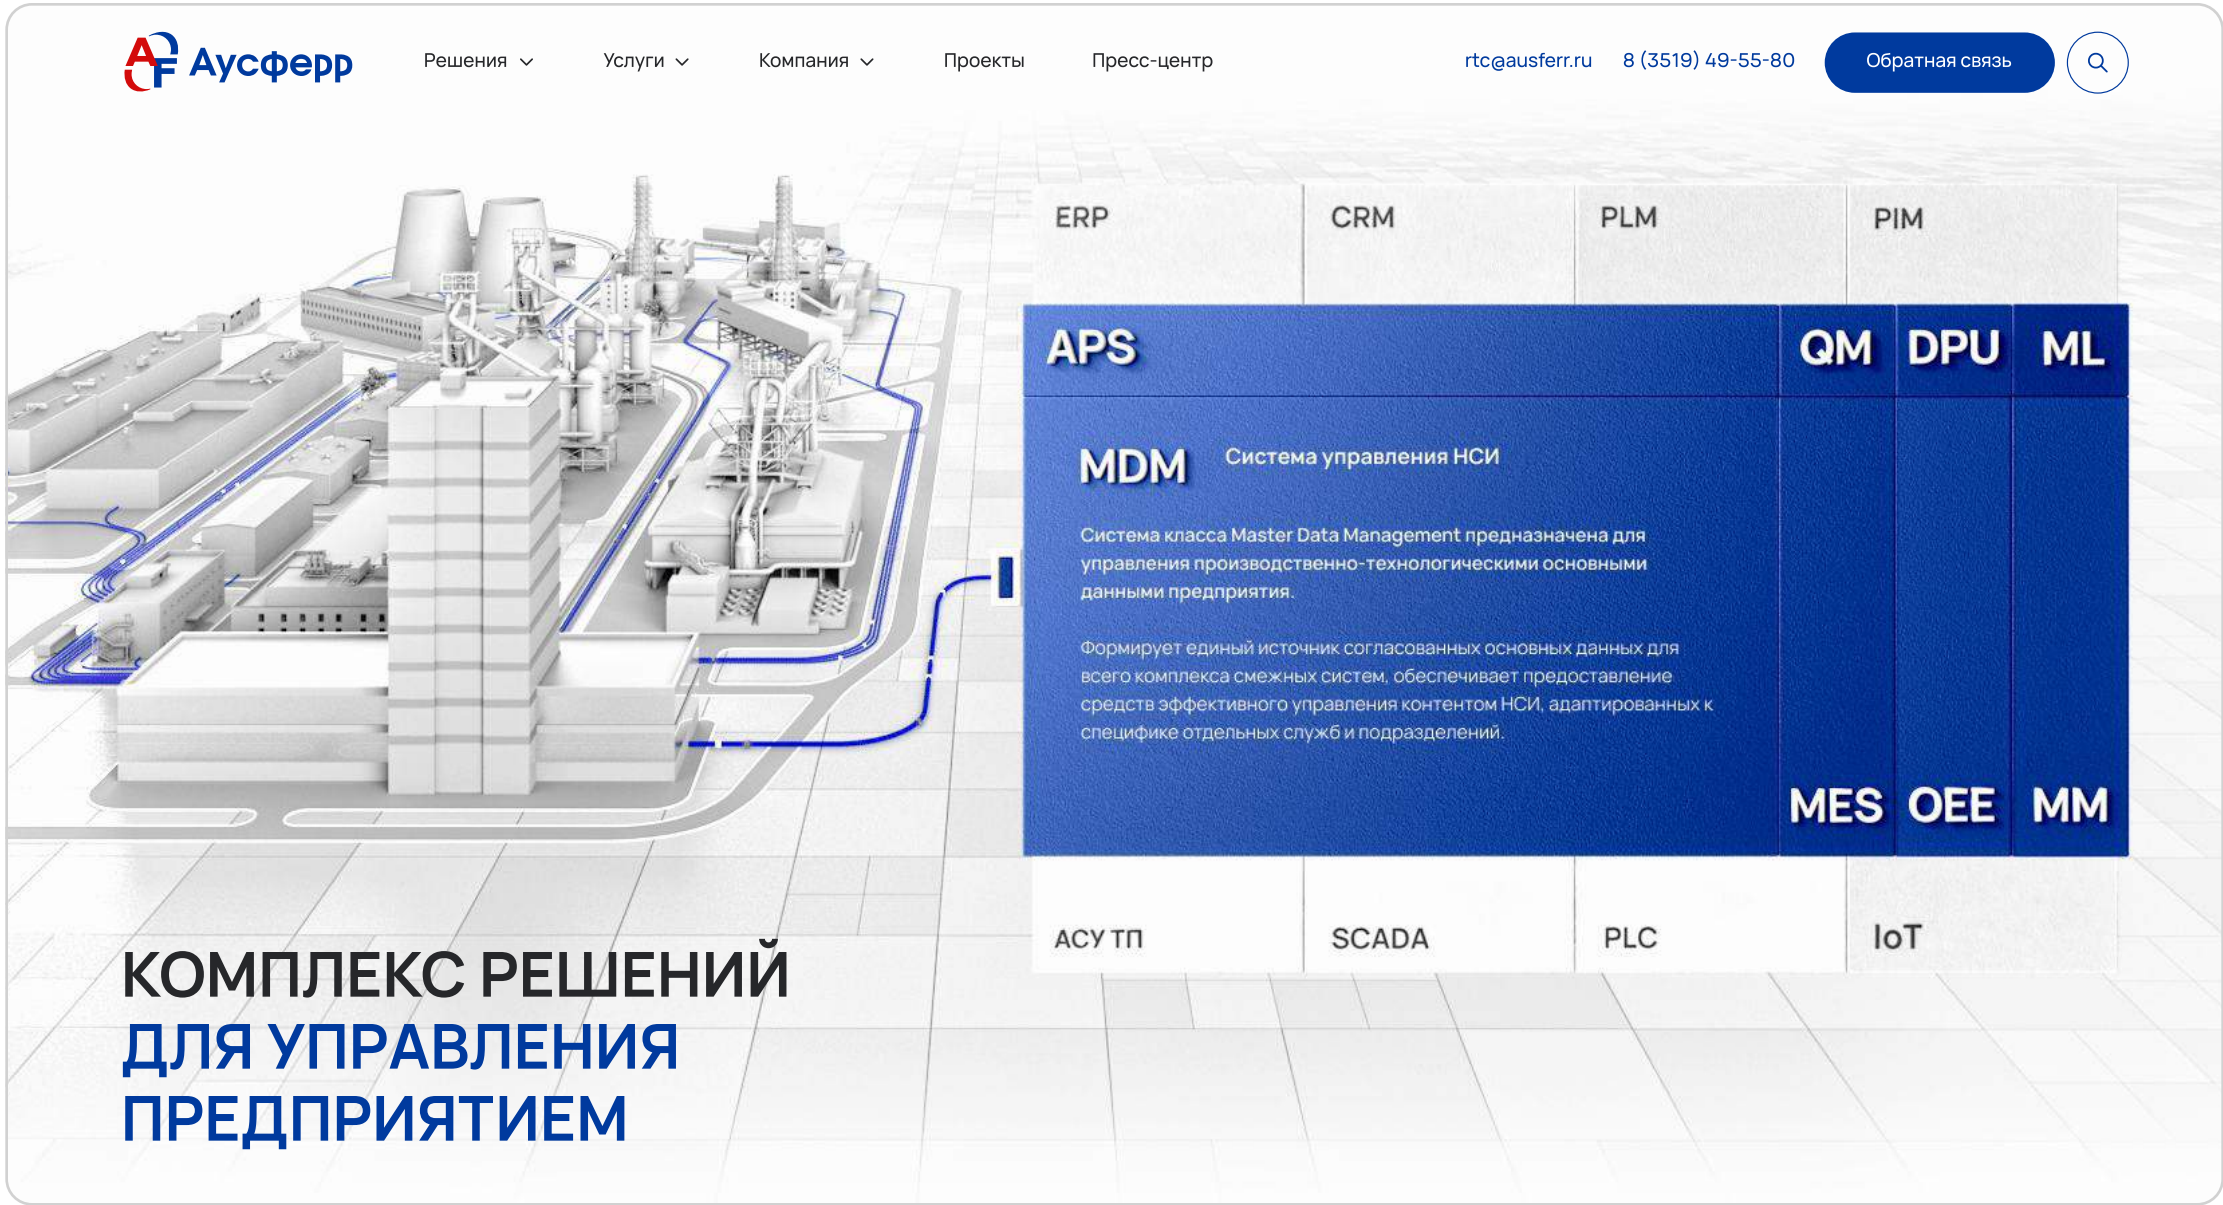 AF Аусферр
Решения
Услуги
Компания
Проекты
Пресс-центр
rtc@ausferr.ru
8 (3519) 49-55-80
Обратная связь
ERP
CRM
PLM
PIM
APS
QM
DPU
ML
MDM
Система управления НСИ
Система класса Master Data Management предназначена для
управления производственно-технологическими основными
данными предприятия.
Формирует единый источник согласованных основных данных для
всего комплекса смежных систем, обеспечивает предоставление
средств эффективного управления контентом НСИ, адаптированных к
специфике отдельных служб и подразделений.
MES
OEE
MM
АСУ ТП
SCADA
PLC
IoT
КОМПЛЕКС РЕШЕНИЙ
ДЛЯ УПРАВЛЕНИЯ
ПРЕДПРИЯТИЕМ